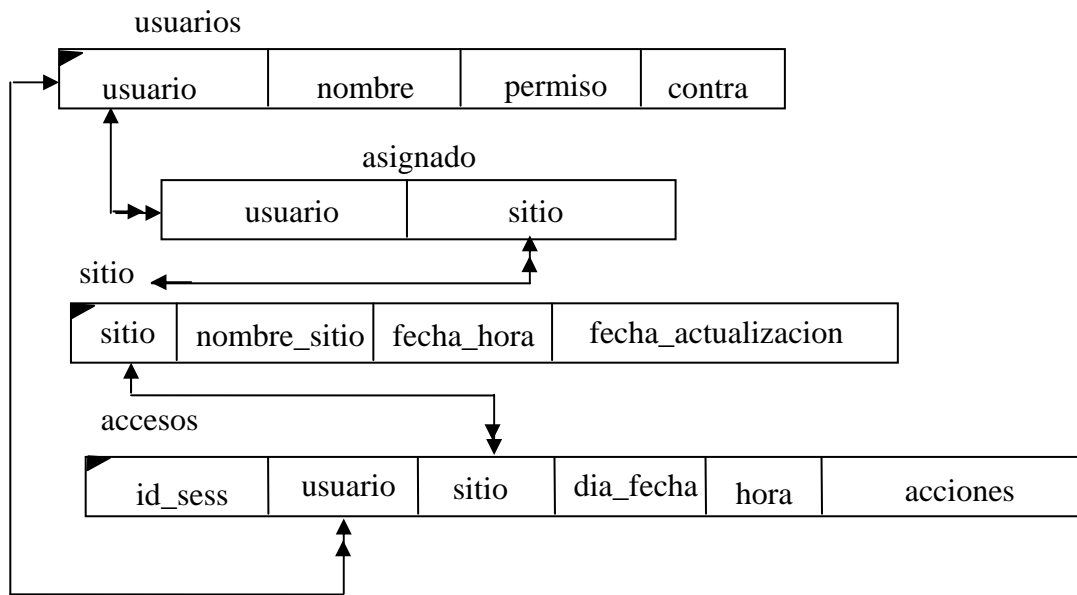 usuarios
usuario nombre permiso contra
asignado
usuario sitio
sitio
sitio nombre_sitio fecha_hora fecha_actualizacion
accesos
id_sess usuario sitio dia_fecha hora acciones